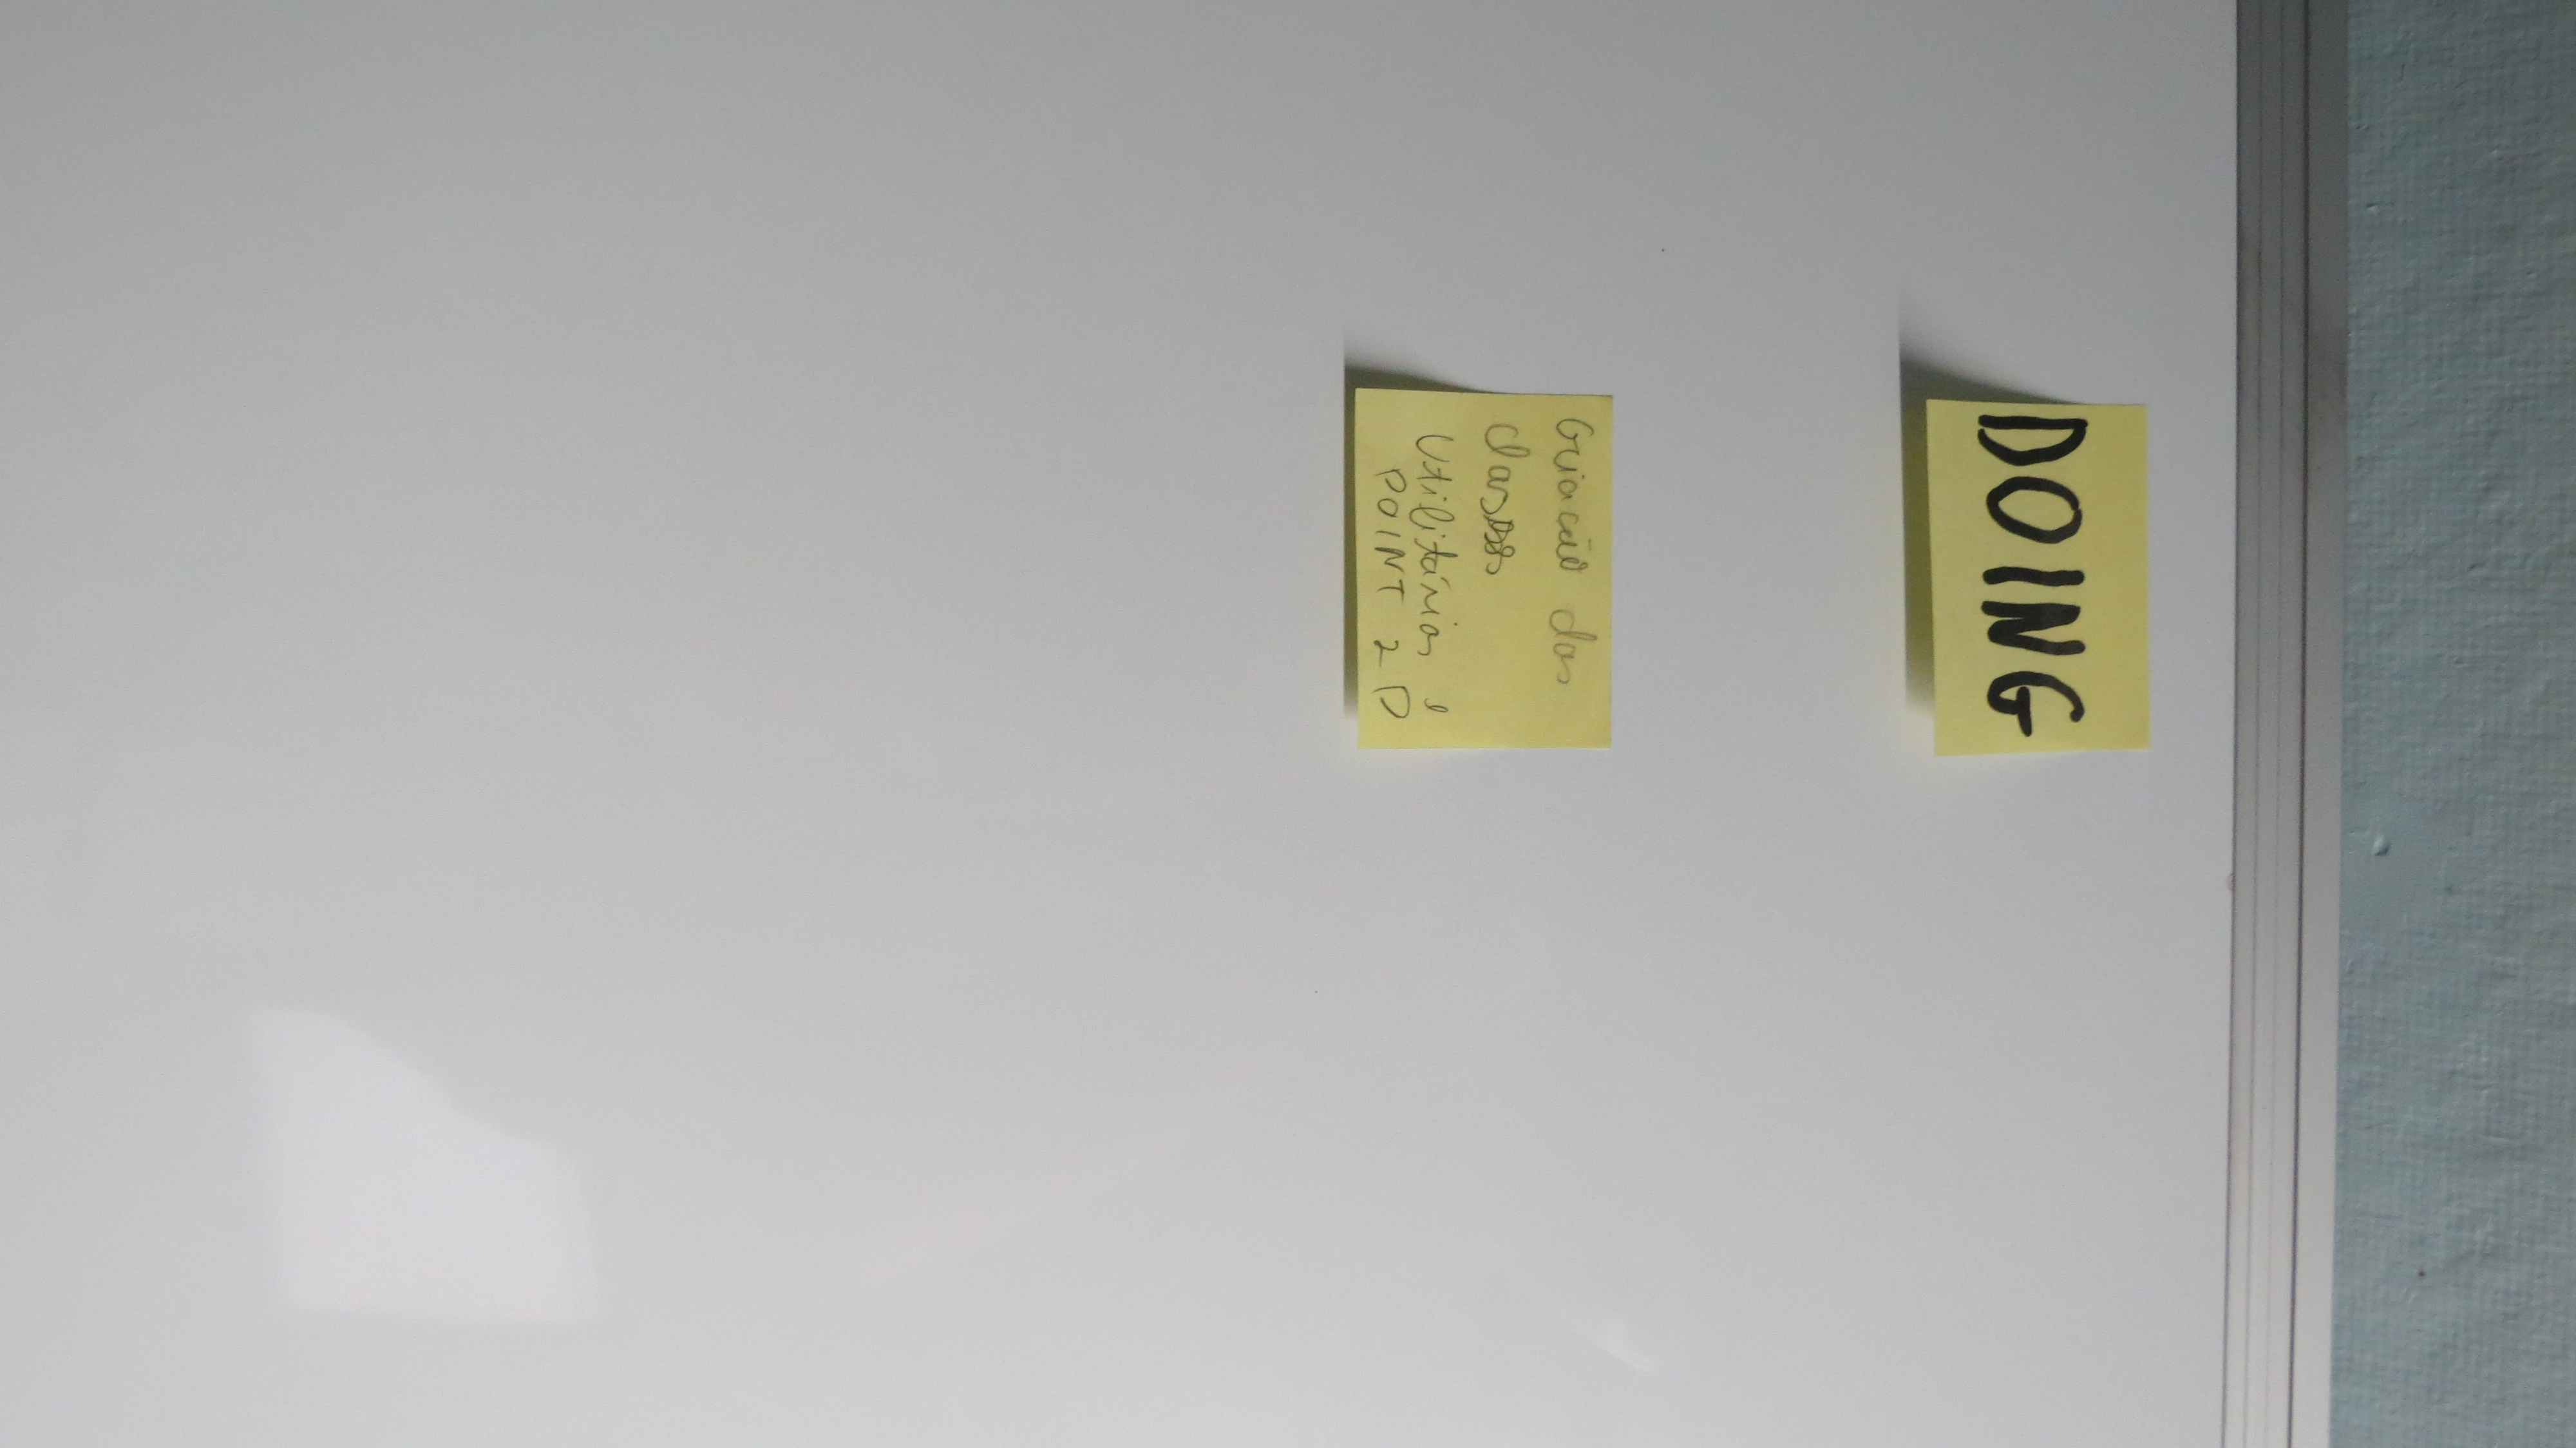 DOING
Criação das
classes
Utilitárias e
POINT 2D